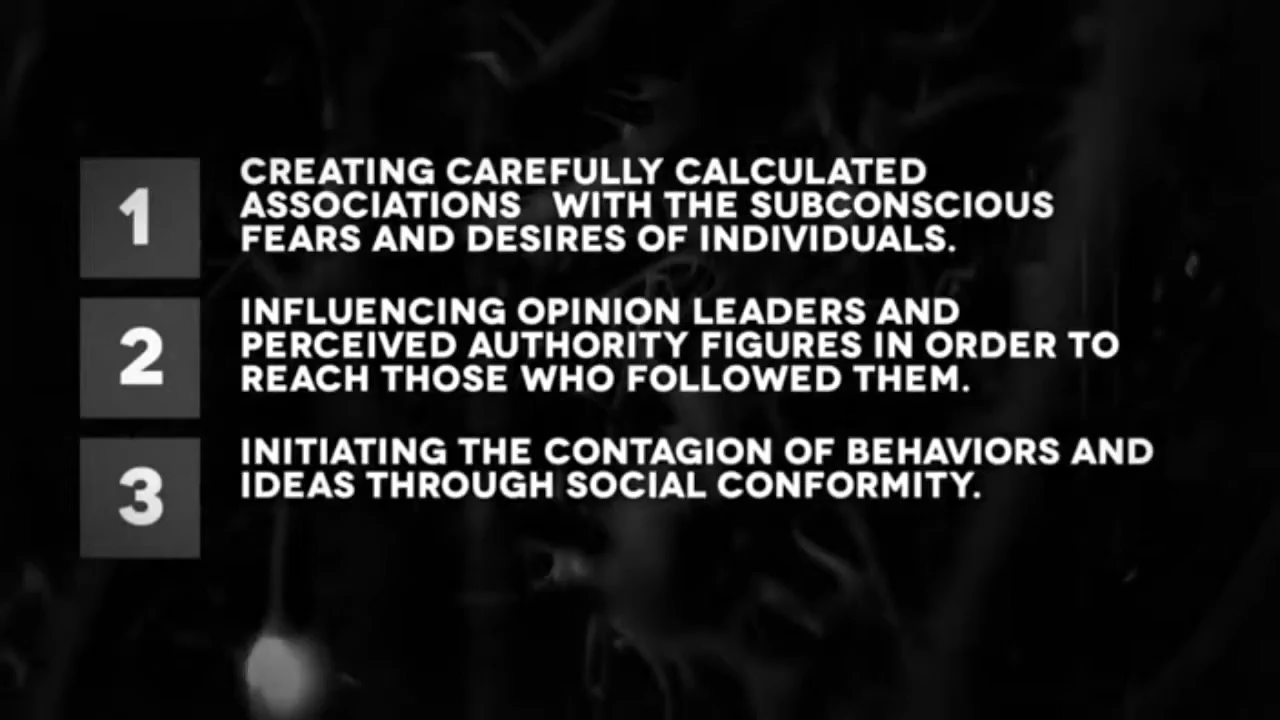 1
CREATING CAREFULLY CALCULATED
ASSOCIATIONS WITH THE SUBCONSCIOUS
FEARS AND DESIRES OF INDIVIDUALS.
2
INFLUENCING OPINION LEADERS AND
PERCEIVED AUTHORITY FIGURES IN ORDER TO
REACH THOSE WHO FOLLOWED THEM.
3
INITIATING THE CONTAGION OF BEHAVIORS AND
IDEAS THROUGH SOCIAL CONFORMITY.